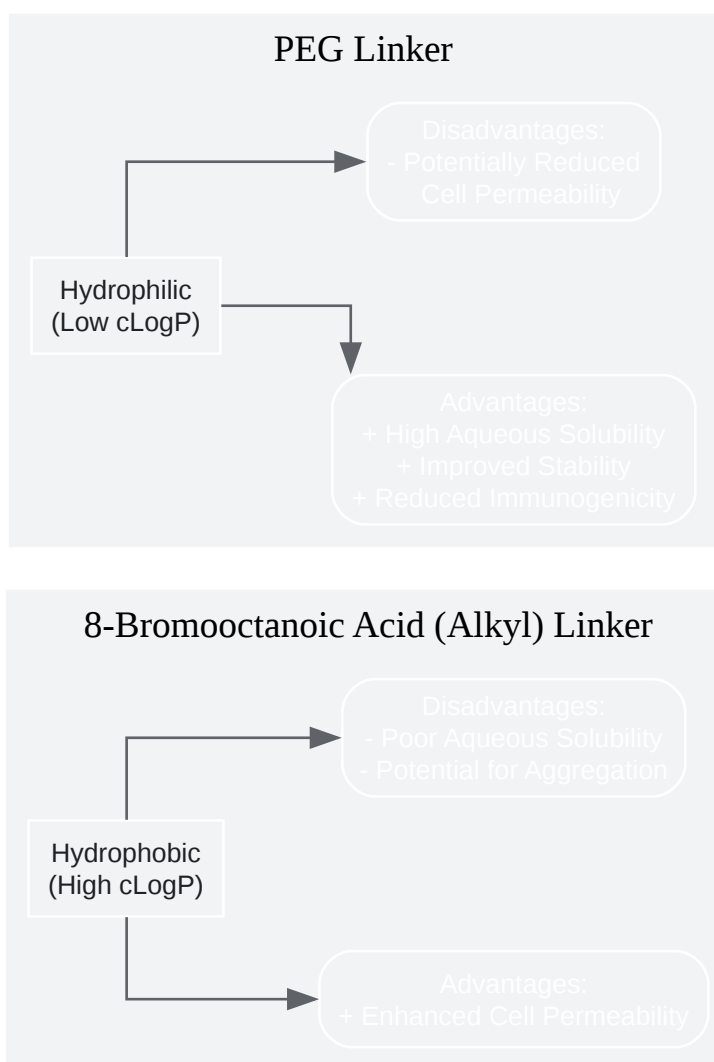 PEG Linker
Disadvantages:
- Potentially Reduced
Cell Permeability
Hydrophilic
(Low cLogP)
Advantages:
+ High Aqueous Solubility
+ Improved Stability
+ Reduced Immunogenicity
8-Bromooctanoic Acid (Alkyl) Linker
Disadvantages:
- Poor Aqueous Solubility
- Potential for Aggregation
Hydrophobic
(High cLogP)
Advantages:
+ Enhanced Cell Permeability